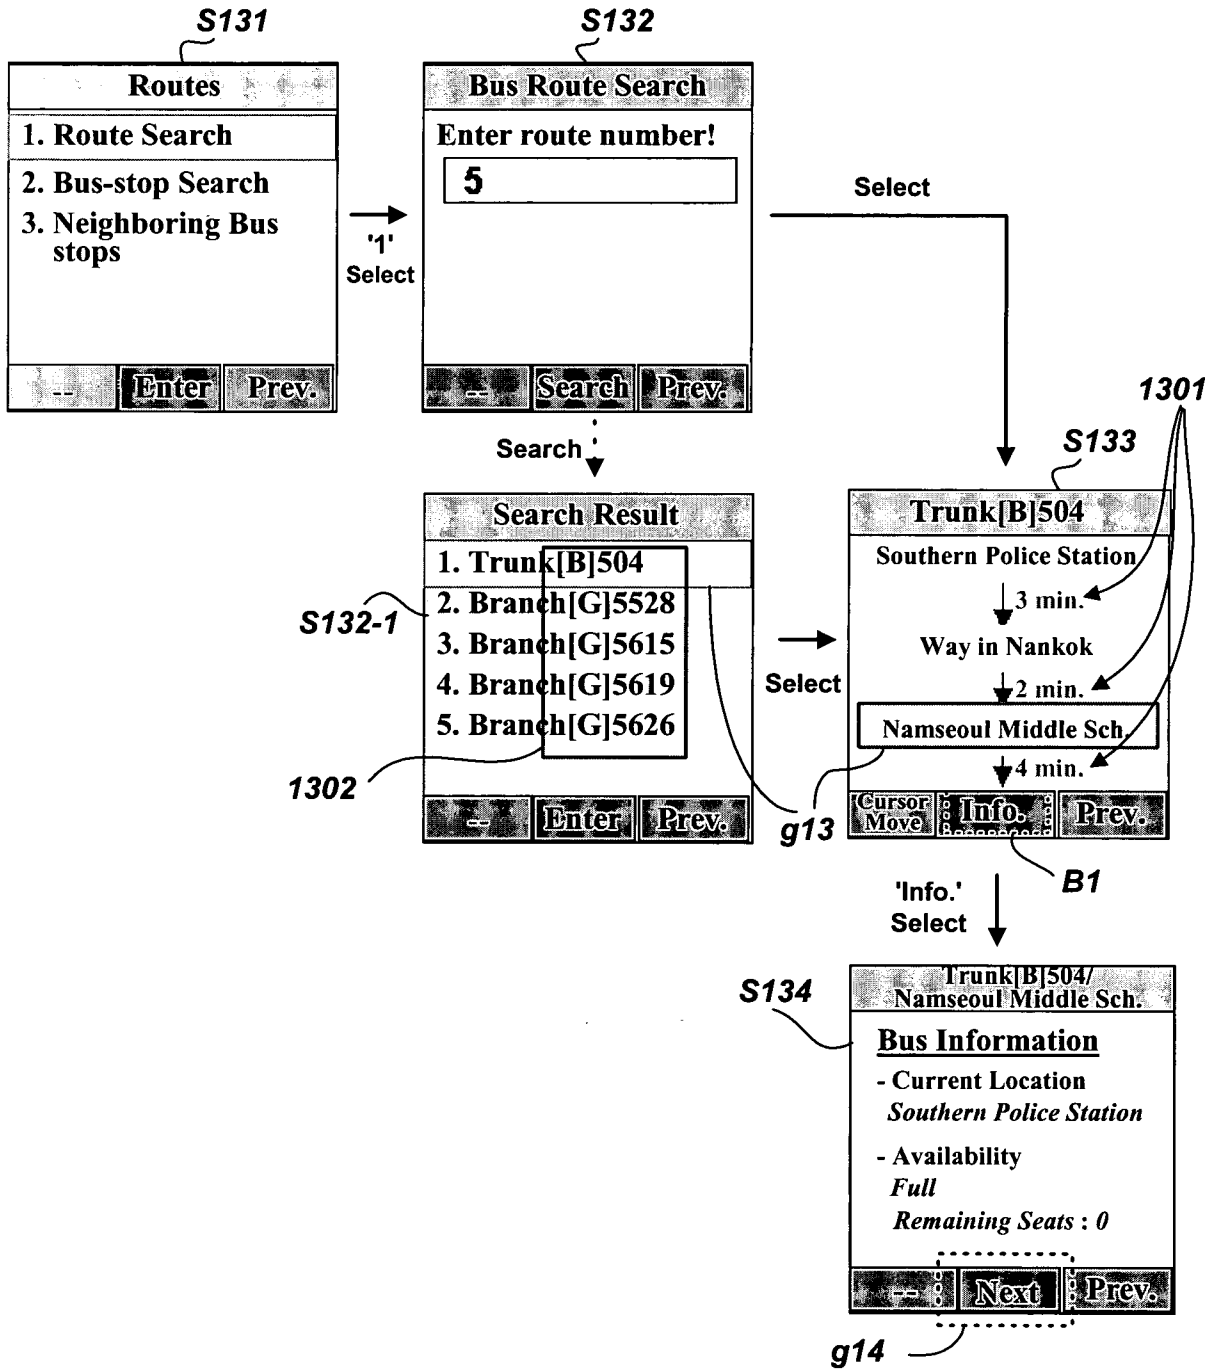 S131
Routes
1. Route Search
2. Bus-stop Search
3. Neighboring Bus
stops
--
Enter
Prev.
'1'
Select
S132
Bus Route Search
Enter route number!
5
--
Search
Prev.
Select
Search
S132-1
Search Result
1. Trunk[B]504
2. Branch[G]5528
3. Branch[G]5615
4. Branch[G]5619
5. Branch[G]5626
1302
--
Enter
Prev.
Select
g13
1301
S133
Trunk[B]504
Southern Police Station
3 min.
Way in Nankok
2 min.
Namseoul Middle Sch.
4 min.
Cursor
Move
Info.
Prev.
B1
'Info.'
Select
S134
Trunk[B]504/
Namseoul Middle Sch.
Bus Information
- Current Location
Southern Police Station
- Availability
Full
Remaining Seats : 0
--
Next
Prev.
g14